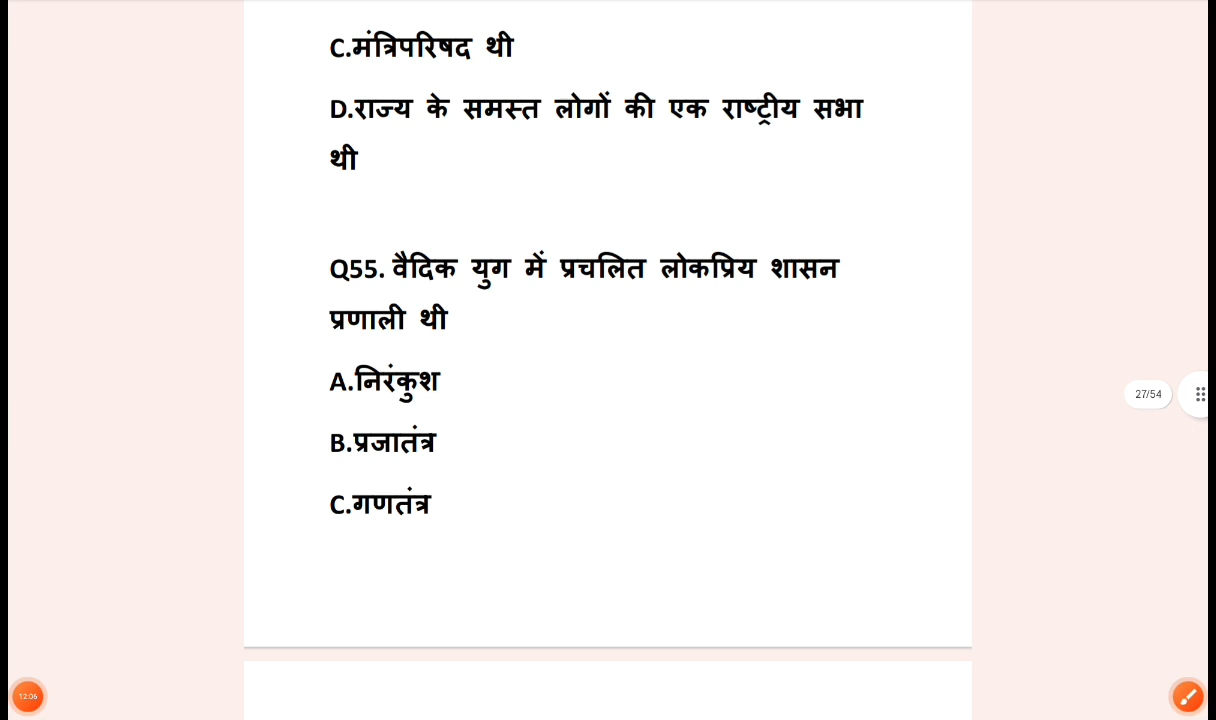 C.मंत्रिपरिषद थी
D.राज्य के समस्त लोगों की एक राष्ट्रीय सभा
थी
Q55. वैदिक युग में प्रचलित लोकप्रिय शासन
प्रणाली थी
A.निरंकुश
27/54
B.प्रजातंत्र
C.गणतंत्र
12:06